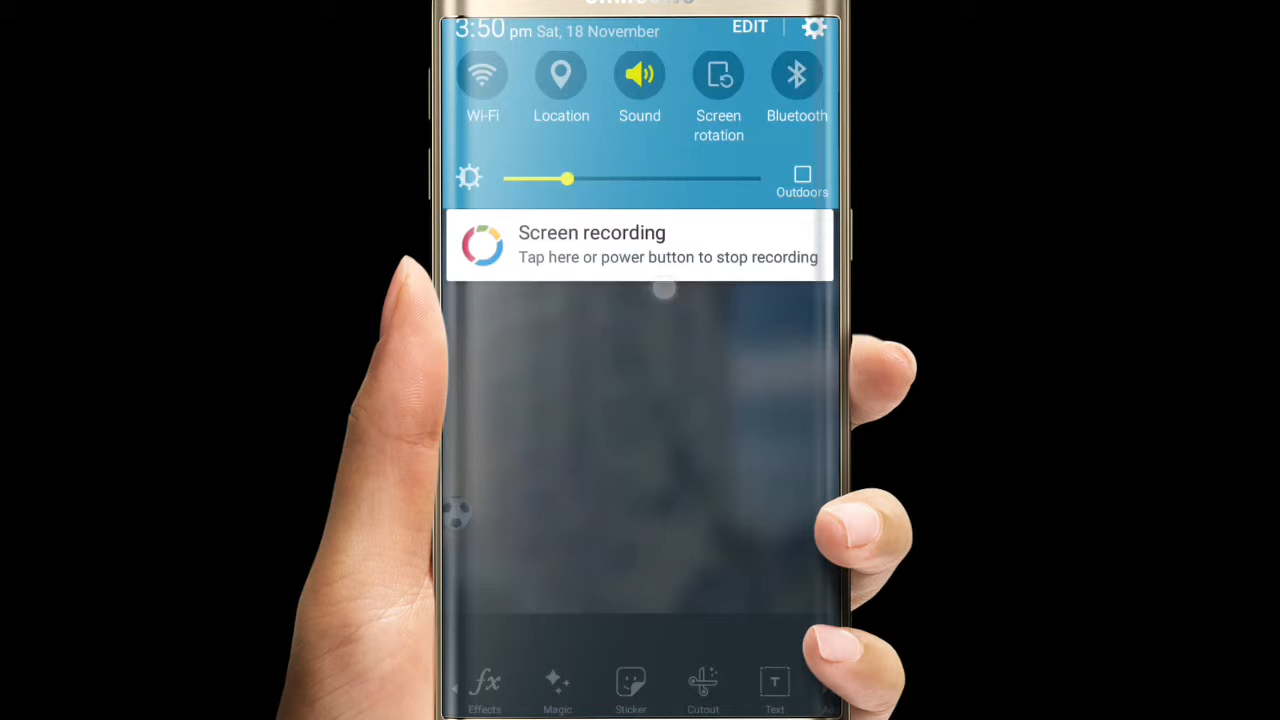 3:50 pm Sat, 18 November EDIT
Wi-Fi Location Sound Screen rotation Bluetooth
Outdoors
Screen recording
Tap here or power button to stop recording
Effects Magic Sticker Cutout Text